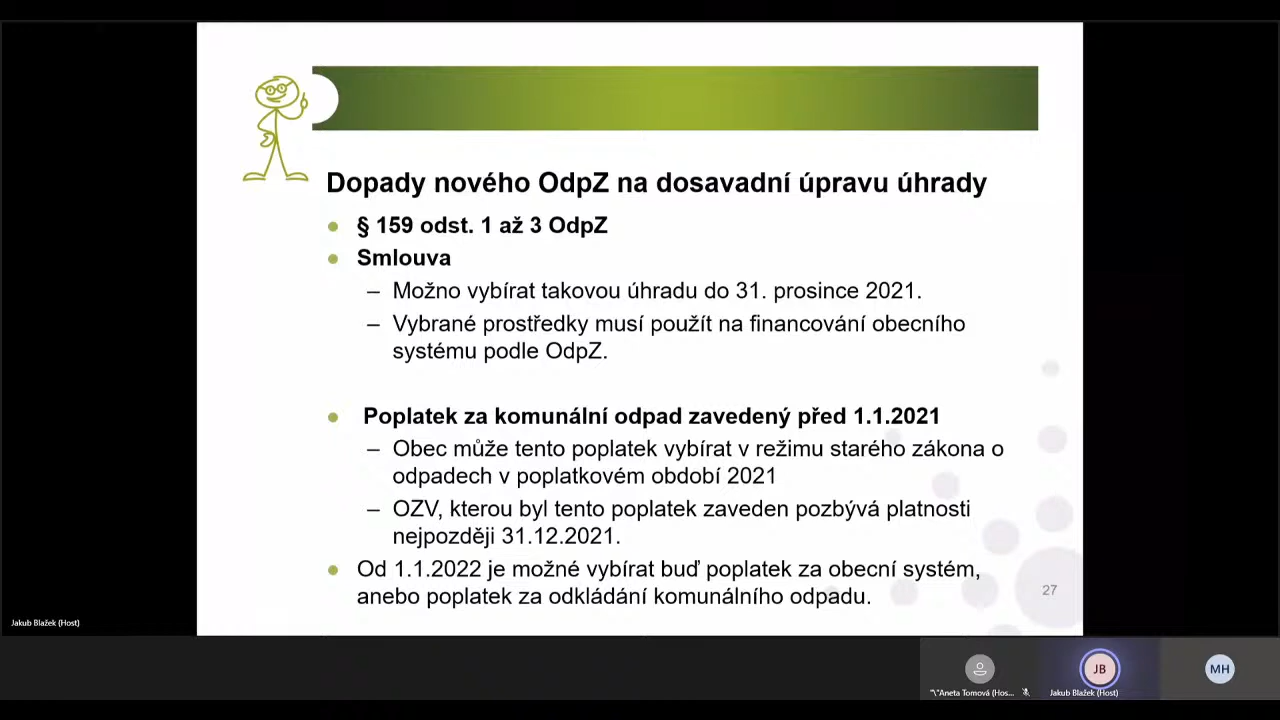 Dopady nového OdpZ na dosavadní úpravu úhrady
§ 159 odst. 1 až 3 OdpZ
Smlouva
– Možno vybírat takovou úhradu do 31. prosince 2021.
– Vybrané prostředky musí použít na financování obecního
systému podle OdpZ.
Poplatek za komunální odpad zavedený před 1.1.2021
– Obec může tento poplatek vybírat v režimu starého zákona o
odpadech v poplatkovém období 2021
– OZV, kterou byl tento poplatek zaveden pozbývá platnosti
nejpozději 31.12.2021.
Od 1.1.2022 je možné vybírat buď poplatek za obecní systém,
anebo poplatek za odkládání komunálního odpadu.
27
Jakub Blažek (Host)
JB
MH
"\"Aneta Tomová (Hos...
Jakub Blažek (Host)